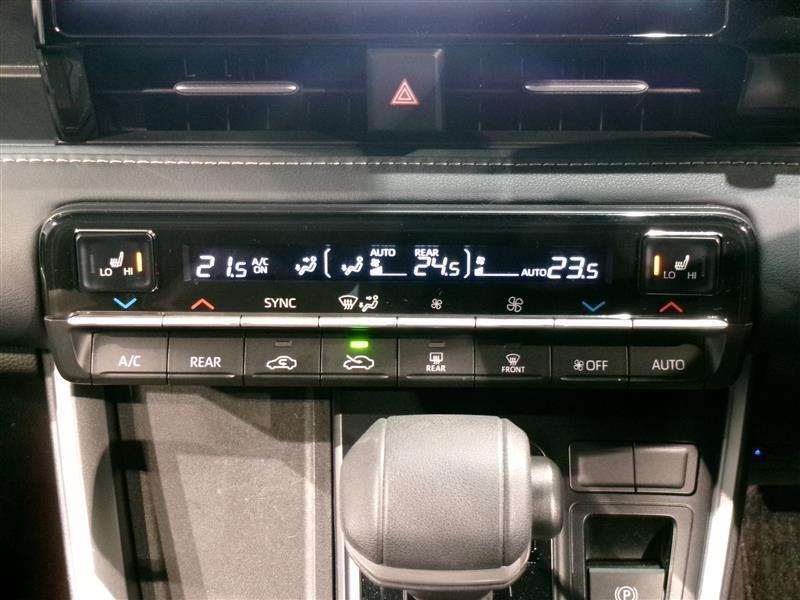 LO HI
21.5 A/C ON
AUTO
REAR
24.5
AUTO 23.5
LO HI
SYNC
A/C
REAR
REAR
FRONT
OFF
AUTO
P